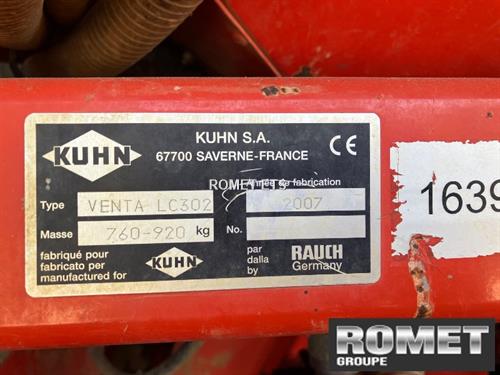 KUHN
KUHN S.A.
67700 SAVERNE-FRANCE
CE
ROMET
Année de fabrication
Type VENTA LC302 2007
Masse 760-920 kg No.
fabriqué pour
fabricato per
manufactured for
KUHN
par
dalla
by
RAUCH
Germany
1639
ROMET
GROUPE